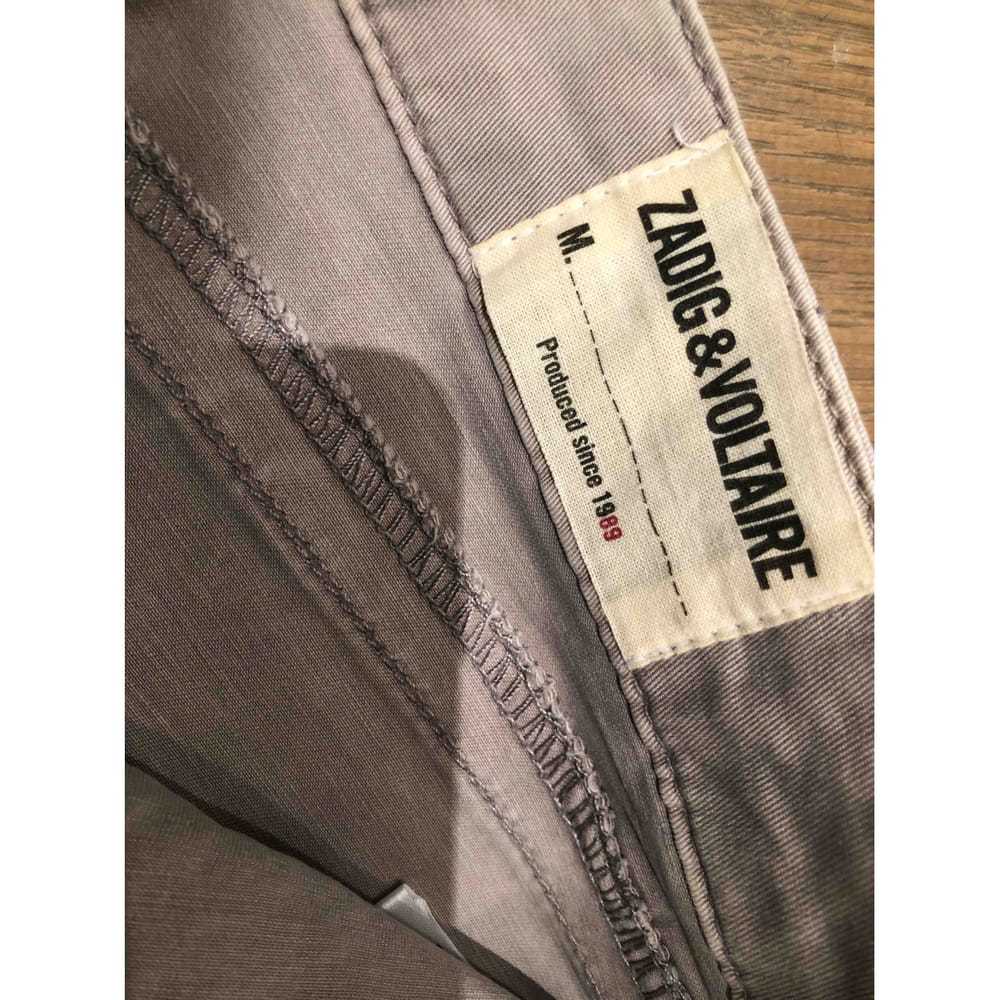 ZADIG&VOLTAIRE
M.
Produced since 1989